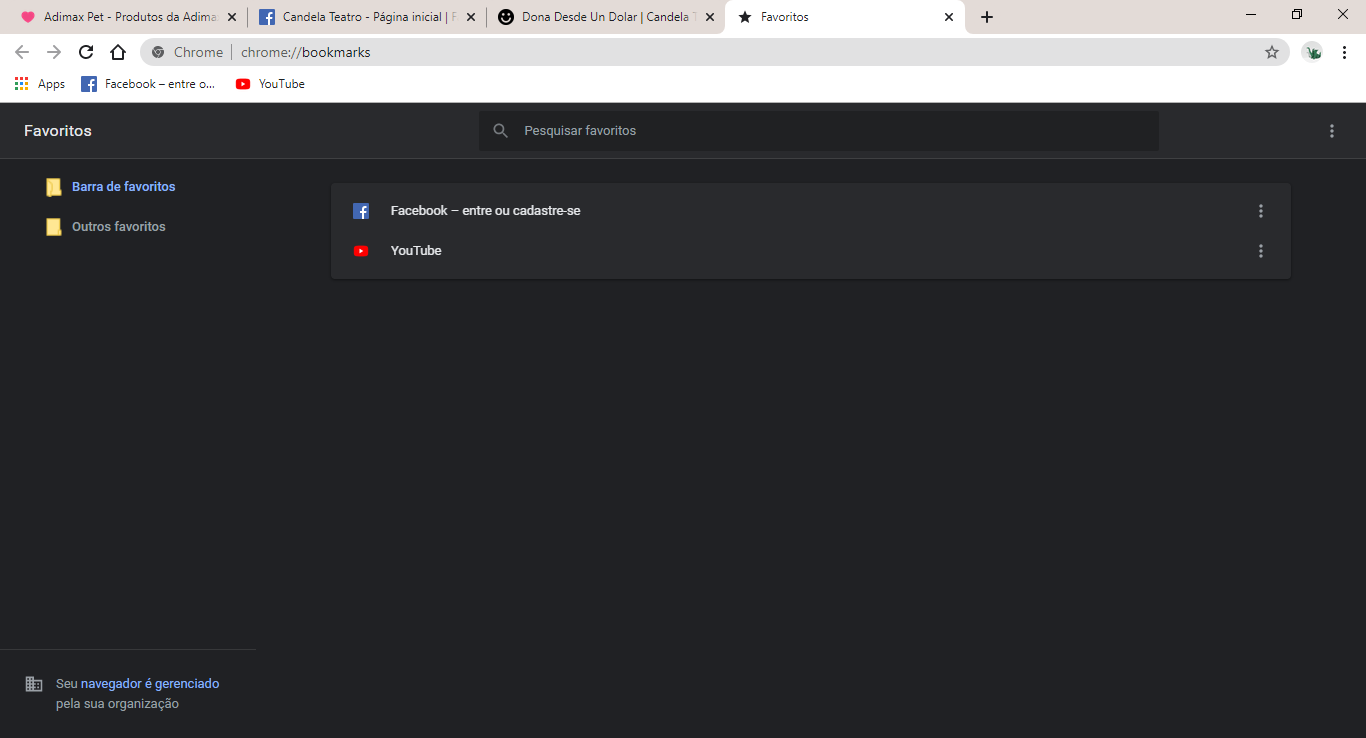 Adimax Pet - Produtos da Adima
Candela Teatro - Página inicial | F
Dona Desde Un Dolar | Candela T
Favoritos
Chrome
chrome://bookmarks
Apps
Facebook – entre o...
YouTube
Favoritos
Pesquisar favoritos
Barra de favoritos
Outros favoritos
Facebook – entre ou cadastre-se
YouTube
Seu navegador é gerenciado
pela sua organização